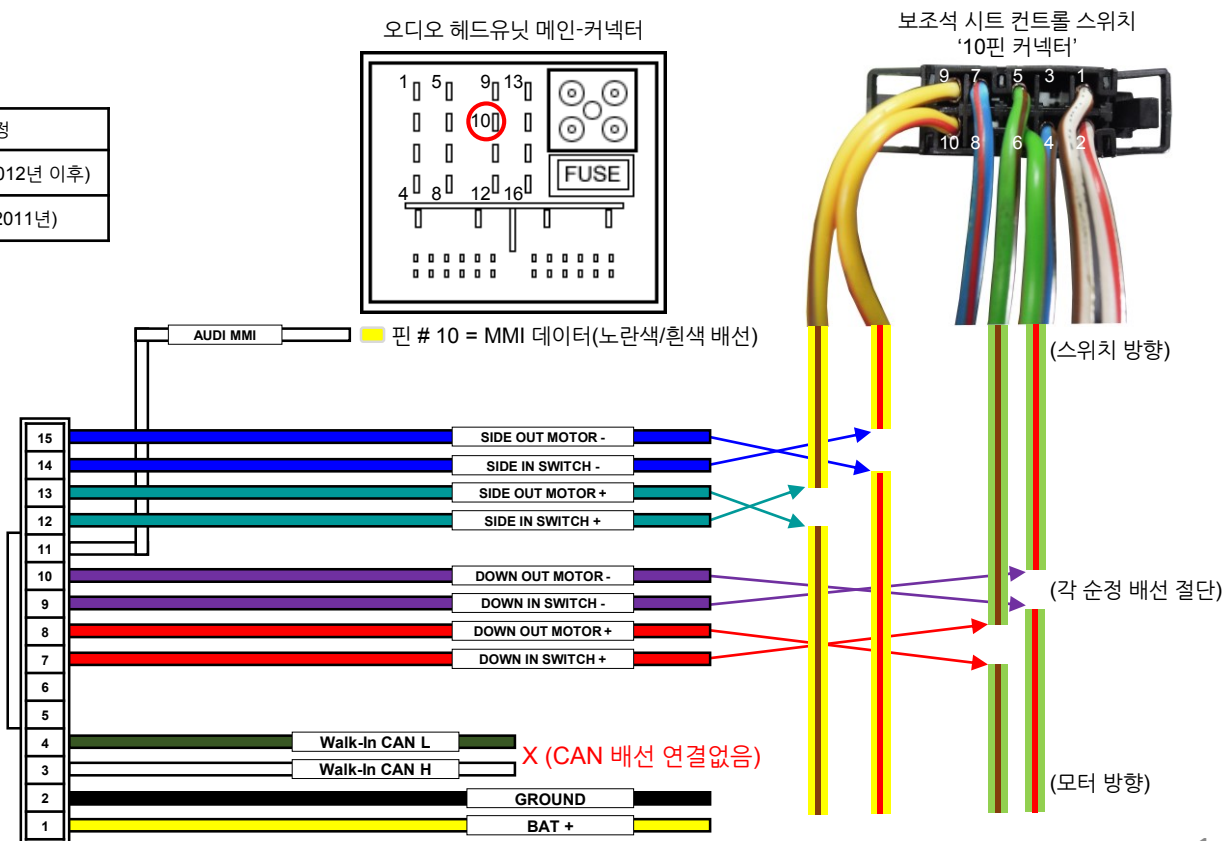 오디오 헤드유닛 메인-커넥터
보조석 시트 컨트롤 스위치
‘10핀 커넥터’
정
012년 이후)
2011년)
1 5 9 13
10
4 8 12 16
FUSE
9 7 5 3 1
10 8 6 4 2
AUDI MMI
핀 # 10 = MMI 데이터(노란색/흰색 배선)
(스위치 방향)
15 SIDE OUT MOTOR -
14 SIDE IN SWITCH -
13 SIDE OUT MOTOR +
12 SIDE IN SWITCH +
11
10 DOWN OUT MOTOR -
(각 순정 배선 절단)
9 DOWN IN SWITCH -
8 DOWN OUT MOTOR +
7 DOWN IN SWITCH +
6
5
4 Walk-In CAN L
X (CAN 배선 연결없음)
3 Walk-In CAN H
(모터 방향)
2 GROUND
1 BAT +